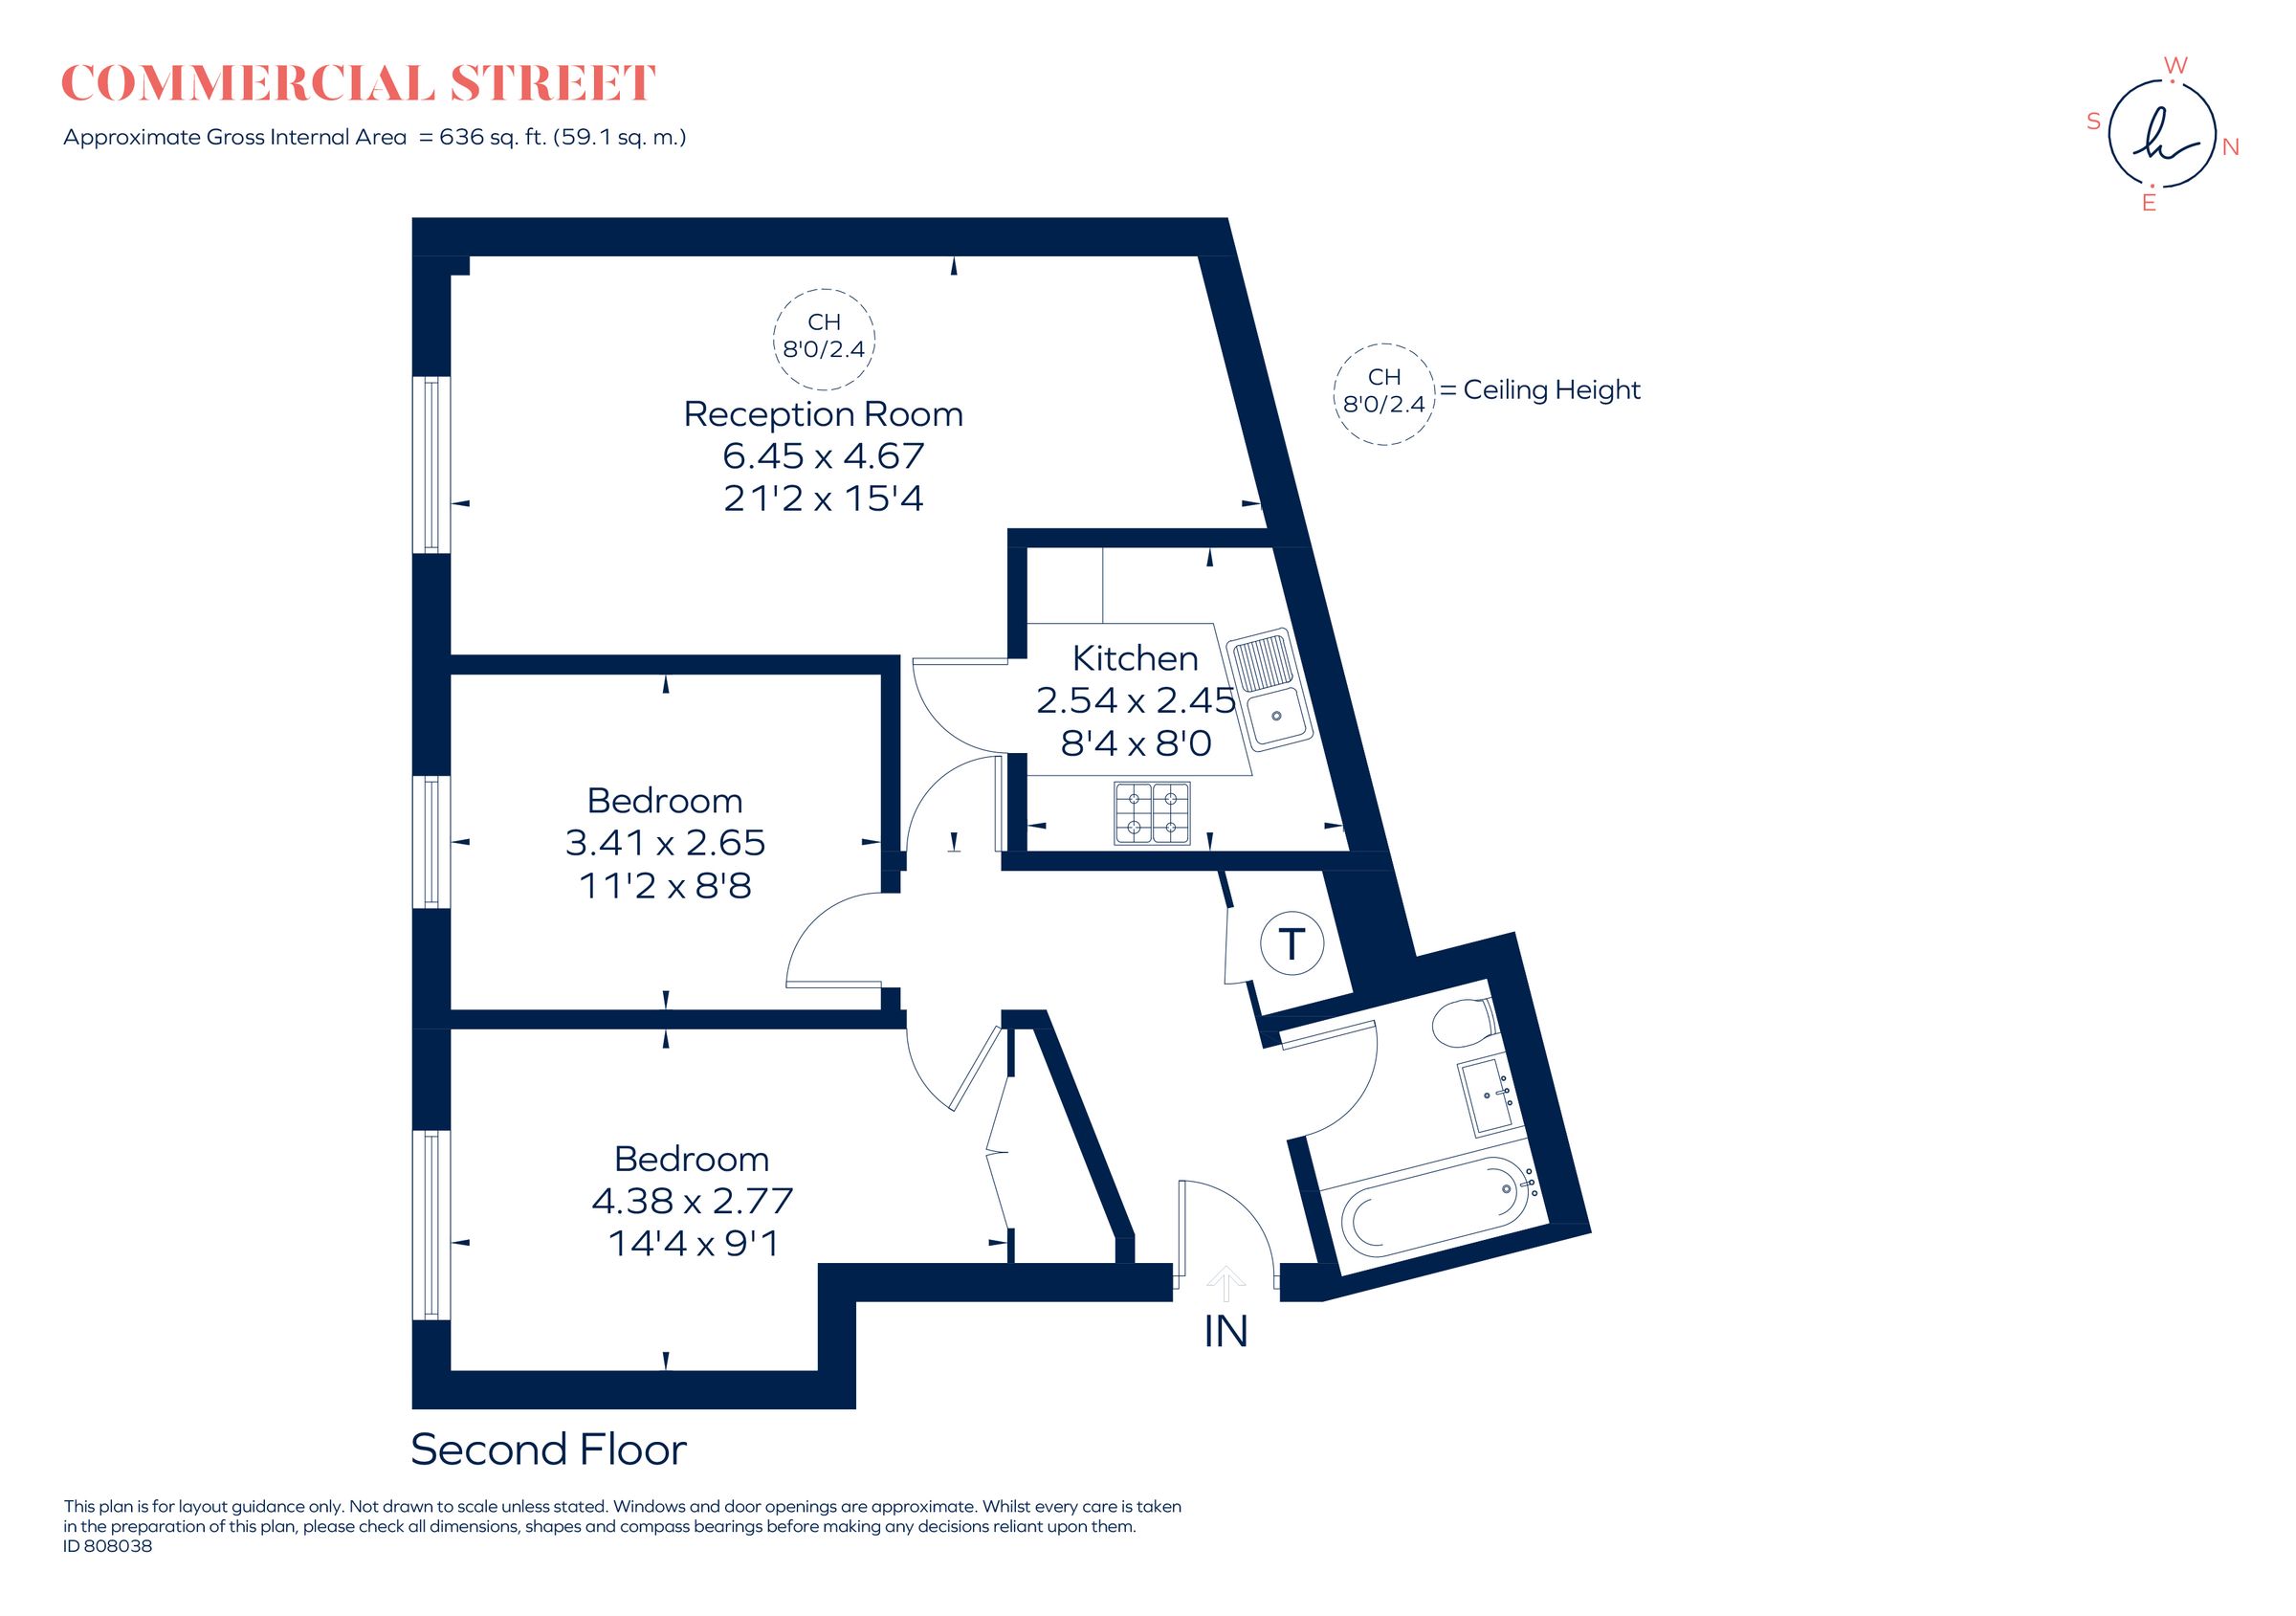 COMMERCIAL STREET
Approximate Gross Internal Area = 636 sq. ft. (59.1 sq. m.)
W
S
N
E
CH
8'0/2.4
Reception Room
6.45 x 4.67
21'2 x 15'4
CH
8'0/2.4
= Ceiling Height
Kitchen
2.54 x 2.45
8'4 x 8'0
Bedroom
3.41 x 2.65
11'2 x 8'8
T
Bedroom
4.38 x 2.77
14'4 x 9'1
IN
Second Floor
This plan is for layout guidance only. Not drawn to scale unless stated. Windows and door openings are approximate. Whilst every care is taken
in the preparation of this plan, please check all dimensions, shapes and compass bearings before making any decisions reliant upon them.
ID 808038